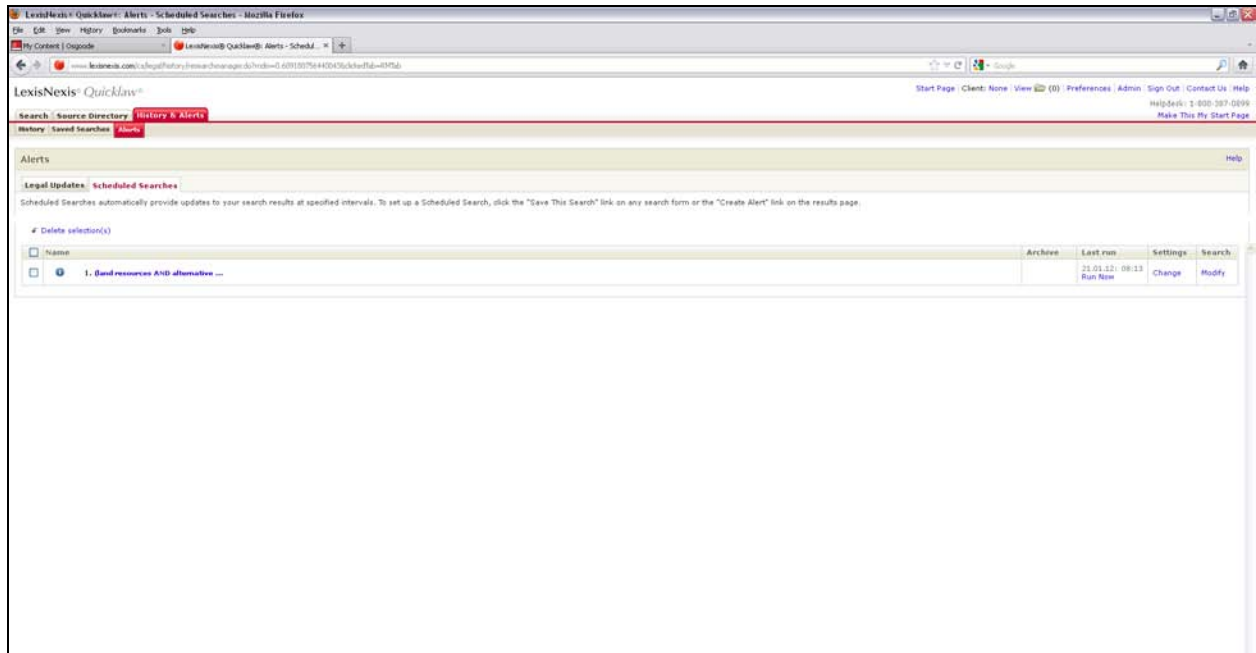 LexisNexis® Quicklaw®: Alerts - Scheduled Searches - Mozilla Firefox
File Edit View History Bookmarks Tools Help
My Content | Osgoode LexisNexis® Quicklaw®: Alerts - Schedul...
Google
LexisNexis® Quicklaw®
Start Page Client: None View (0) Preferences Admin Sign Out Contact Us Help
Helpdesk: 1-800-387-0899
Search Source Directory History & Alerts
Make This My Start Page
History Saved Searches Alerts
Alerts Help
Legal Updates Scheduled Searches
Scheduled Searches automatically provide updates to your search results at specified intervals. To set up a Scheduled Search, click the "Save This Search" link on any search form or the "Create Alert" link on the results page.
Delete selection(s)
Name Archive Last run Settings Search
1. (land resources AND alternative ... 21.01.12: 08:13 Change Modify
Run Now